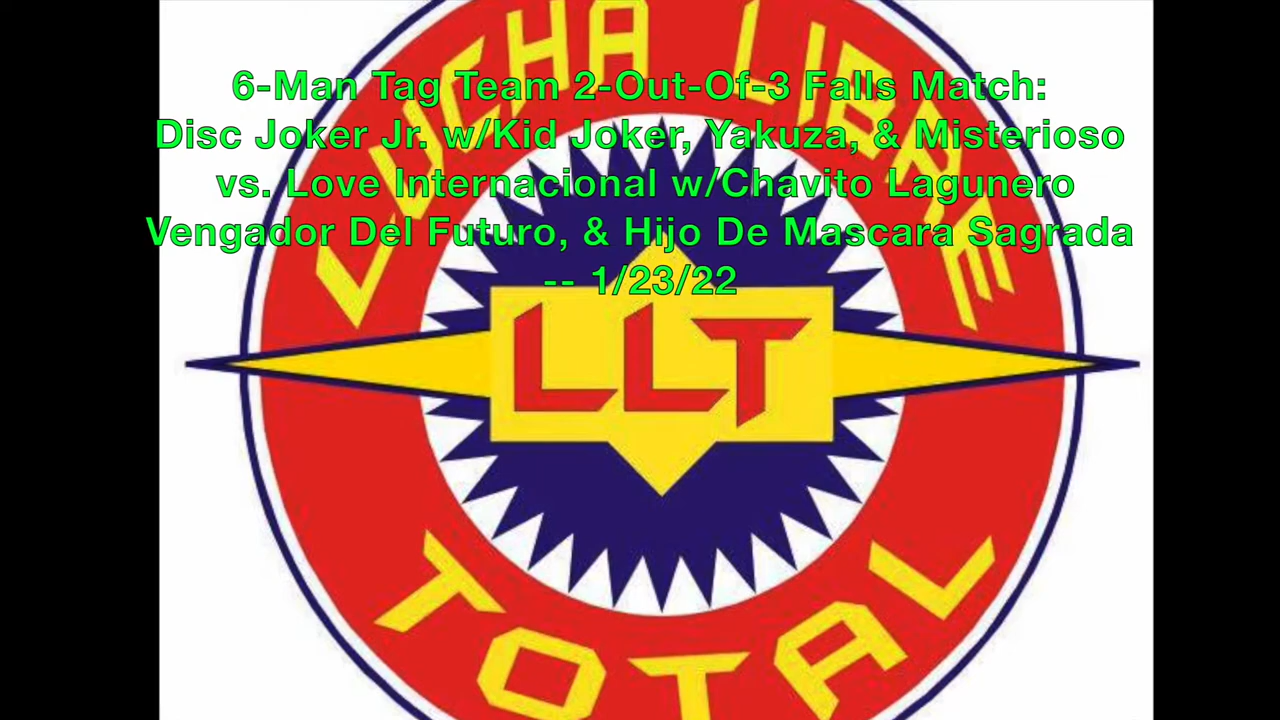 6-Man Tag Team 2-Out-Of-3 Falls Match:
Disc Joker Jr. w/Kid Joker, Yakuza, & Misterioso
vs. Love Internacional w/Chavito Lagunero
Vengador Del Futuro, & Hijo De Mascara Sagrada
-- 1/23/22
LUCHA LIBRE
LLT
TOTAL